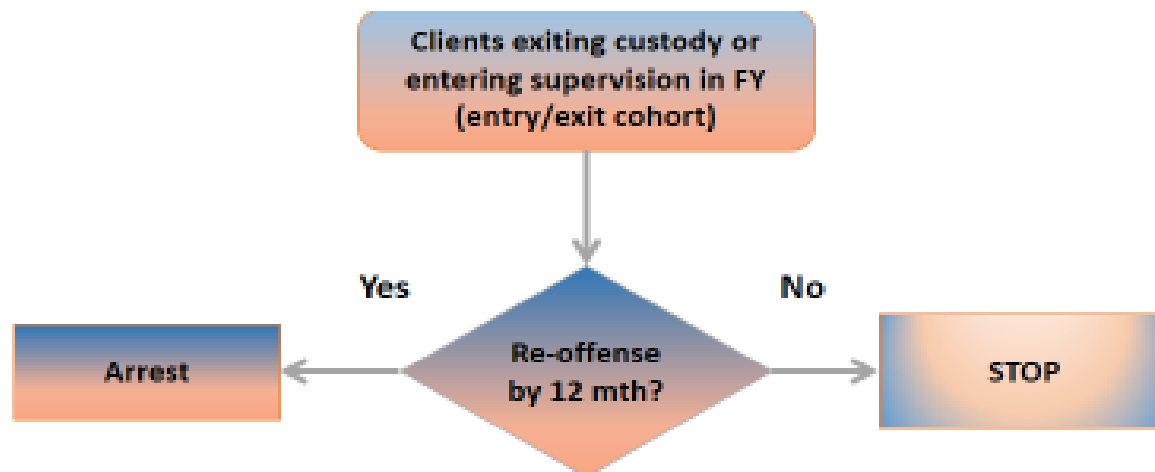 Clients exiting custody or
entering supervision in FY
(entry/exit cohort)
Yes
No
Arrest
Re-offense
by 12 mth?
STOP